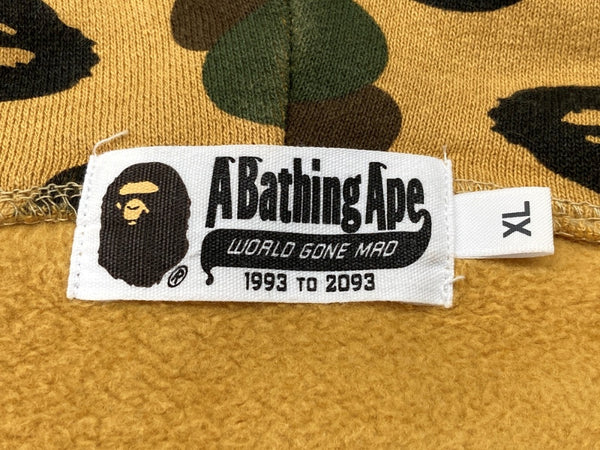 A Bathing Ape
WORLD GONE MAD
®
1993 TO 2093
XL